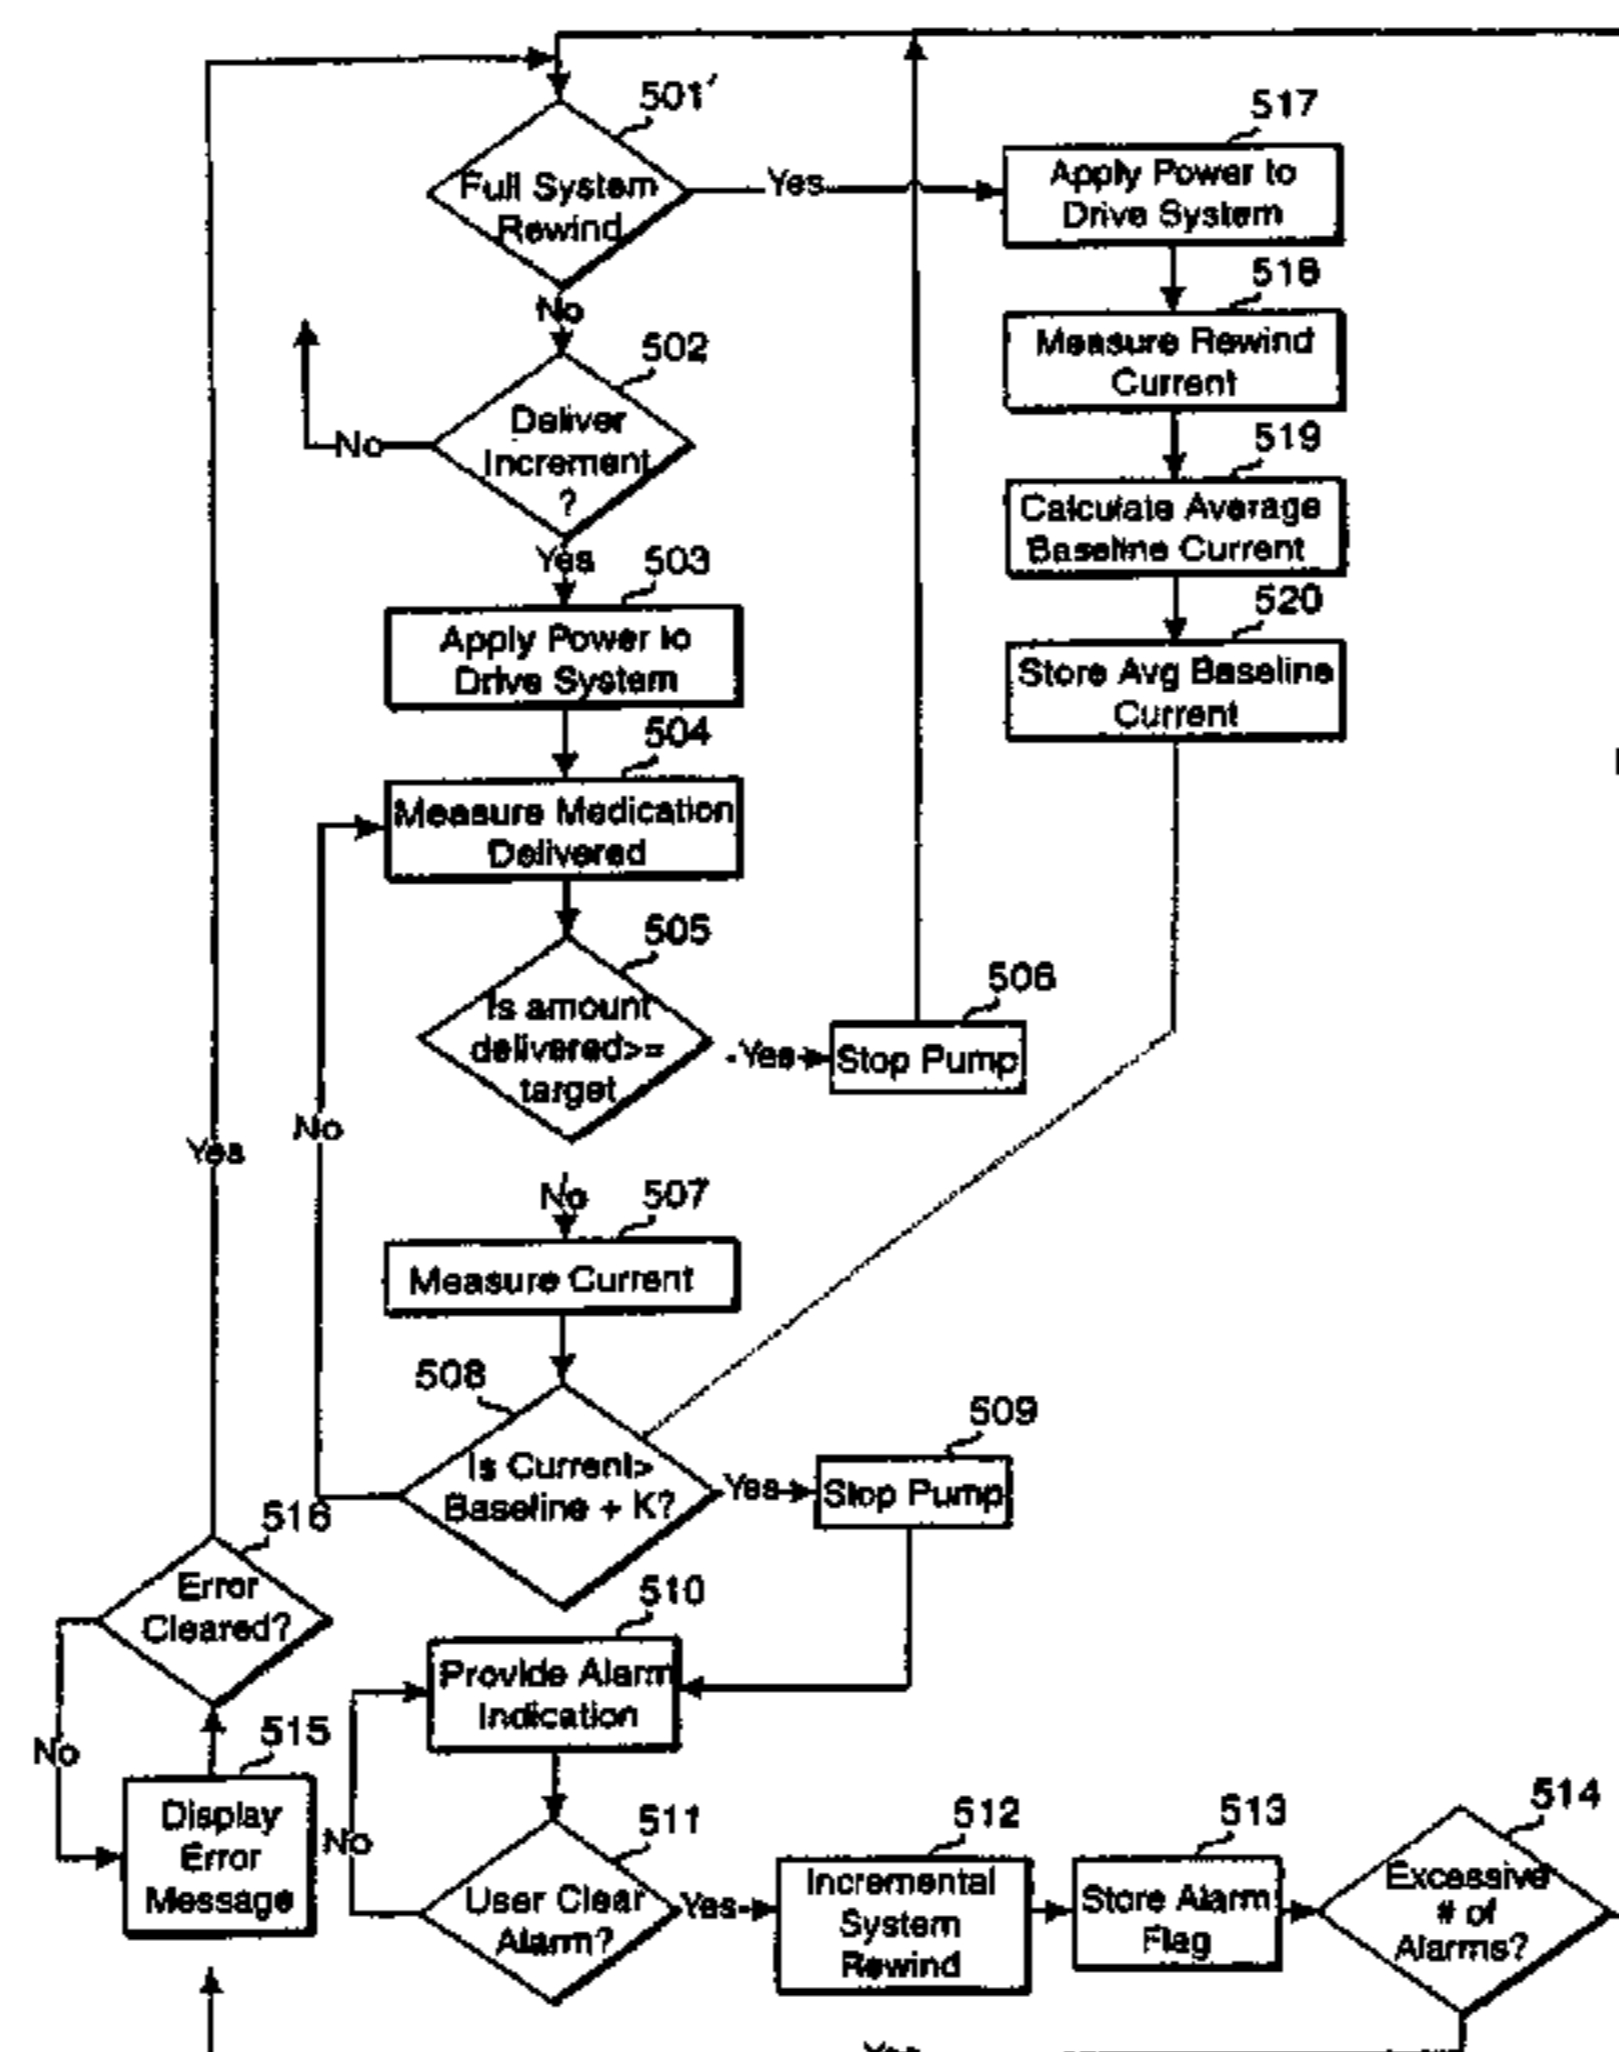 501'
Full System
Rewind
Yes
517
Apply Power to
Drive System
No
518
Measure Rewind
Current
502
Deliver
Increment
?
No
519
Calculate Average
Baseline Current
Yes
503
Apply Power to
Drive System
520
Store Avg Baseline
Current
504
Measure Medication
Delivered
505
Is amount
delivered>=
target
Yes
506
Stop Pump
No
Yes
No
507
Measure Current
508
Is Current>
Baseline + K?
Yes
509
Stop Pump
516
Error
Cleared?
No
510
Provide Alarm
Indication
515
Display
Error
Message
No
511
User Clear
Alarm?
Yes
512
Incremental
System
Rewind
513
Store Alarm
Flag
514
Excessive
# of
Alarms?